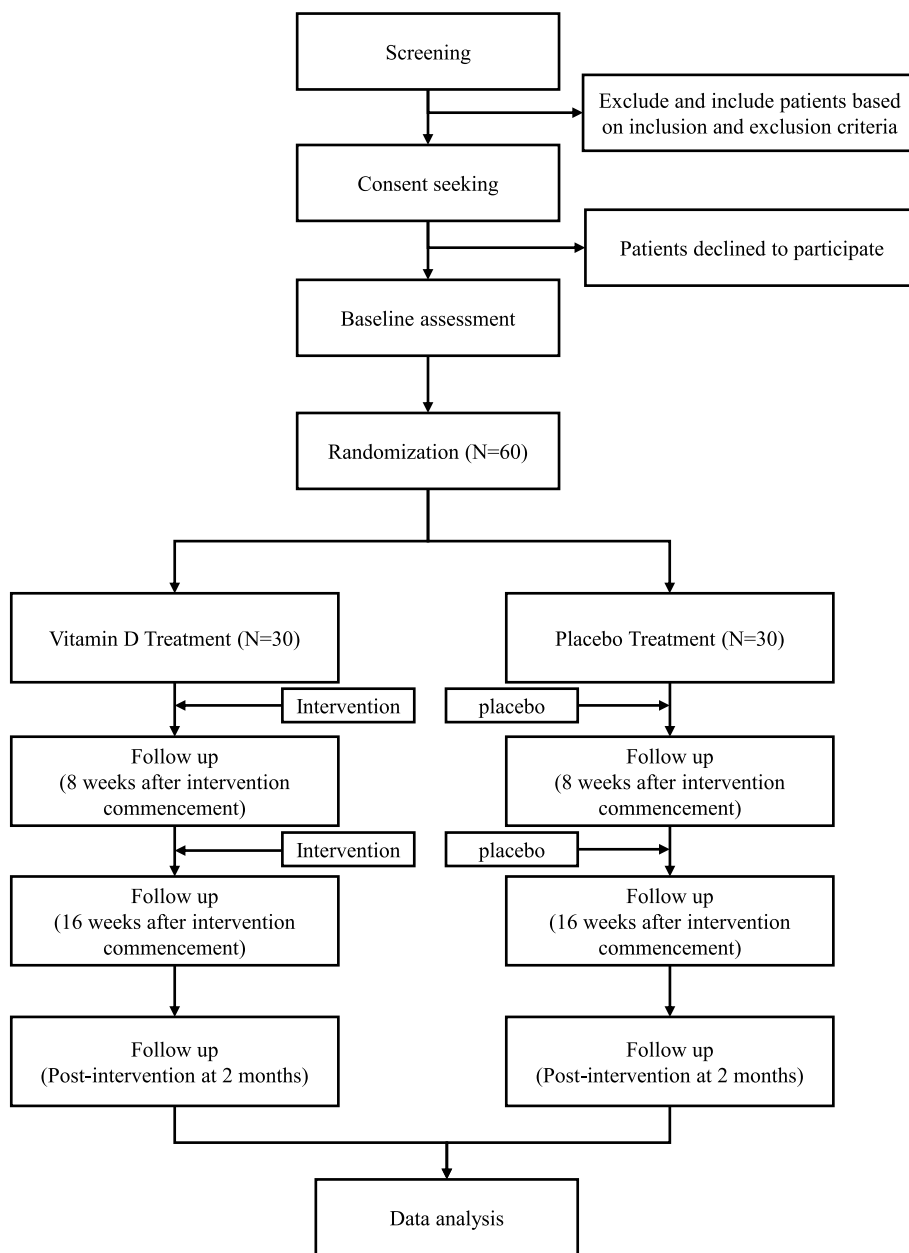 Screening
Exclude and include patients based
on inclusion and exclusion criteria
Consent seeking
Patients declined to participate
Baseline assessment
Randomization (N=60)
Vitamin D Treatment (N=30)
Placebo Treatment (N=30)
Intervention
placebo
Follow up
(8 weeks after intervention
commencement)
Follow up
(8 weeks after intervention
commencement)
Intervention
placebo
Follow up
(16 weeks after intervention
commencement)
Follow up
(16 weeks after intervention
commencement)
Follow up
(Post-intervention at 2 months)
Follow up
(Post-intervention at 2 months)
Data analysis